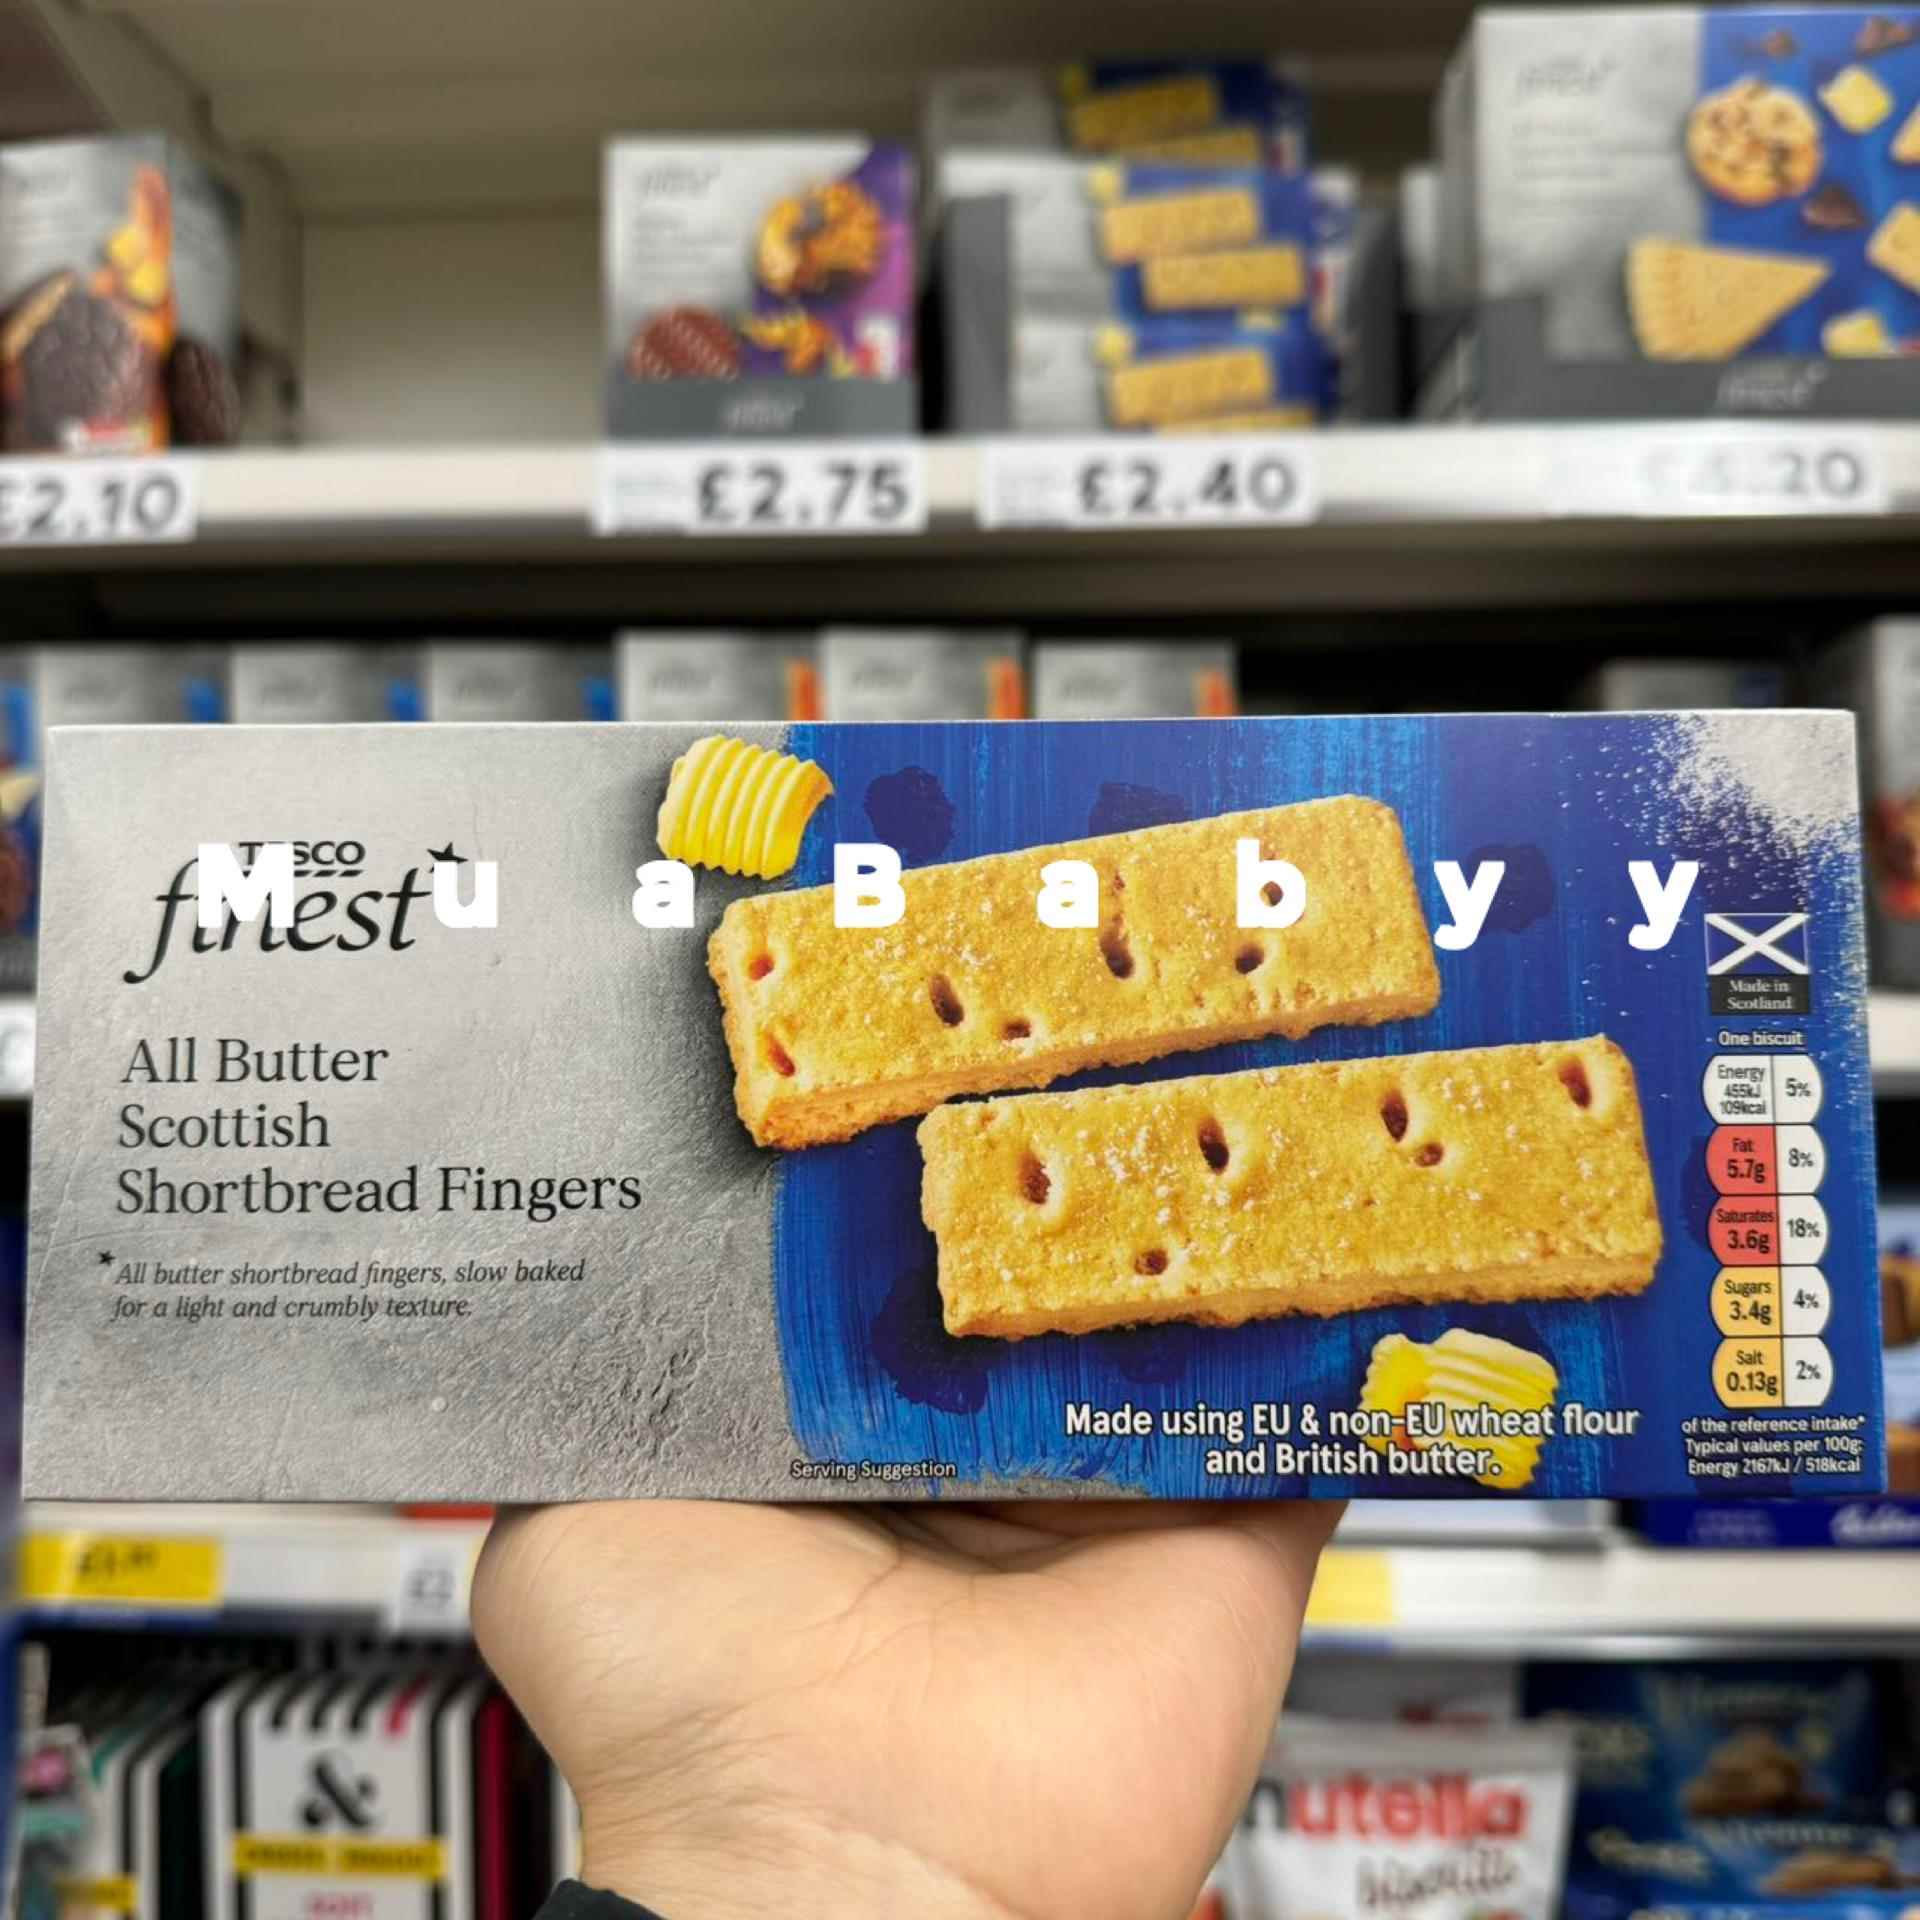 £2.10
£2.75
£2.40
TESCO
finest*
MuaBabyy
All Butter
Scottish
Shortbread Fingers
*All butter shortbread fingers, slow baked
for a light and crumbly texture.
Serving Suggestion
Made using EU & non-EU wheat flour
and British butter.
Made in
Scotland
One biscuit
Energy
455kJ
109kcal
5%
Fat
5.7g
8%
Saturates
3.6g
18%
Sugars
3.4g
4%
Salt
0.13g
2%
of the reference intake*
Typical values per 100g:
Energy 2167kJ / 518kcal
&
nutella
biscuits